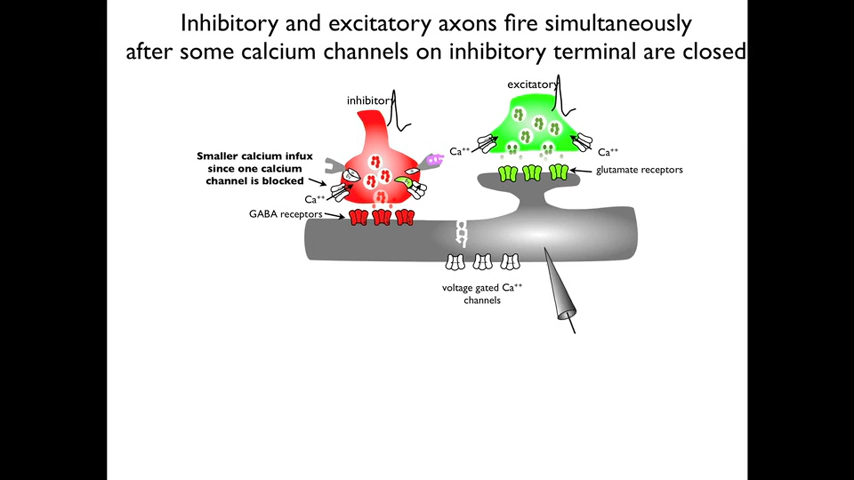 Inhibitory and excitatory axons fire simultaneously
after some calcium channels on inhibitory terminal are closed
excitatory
inhibitory
Smaller calcium infux
since one calcium
channel is blocked
Ca++
Ca++
glutamate receptors
Ca++
GABA receptors
voltage gated Ca++
channels